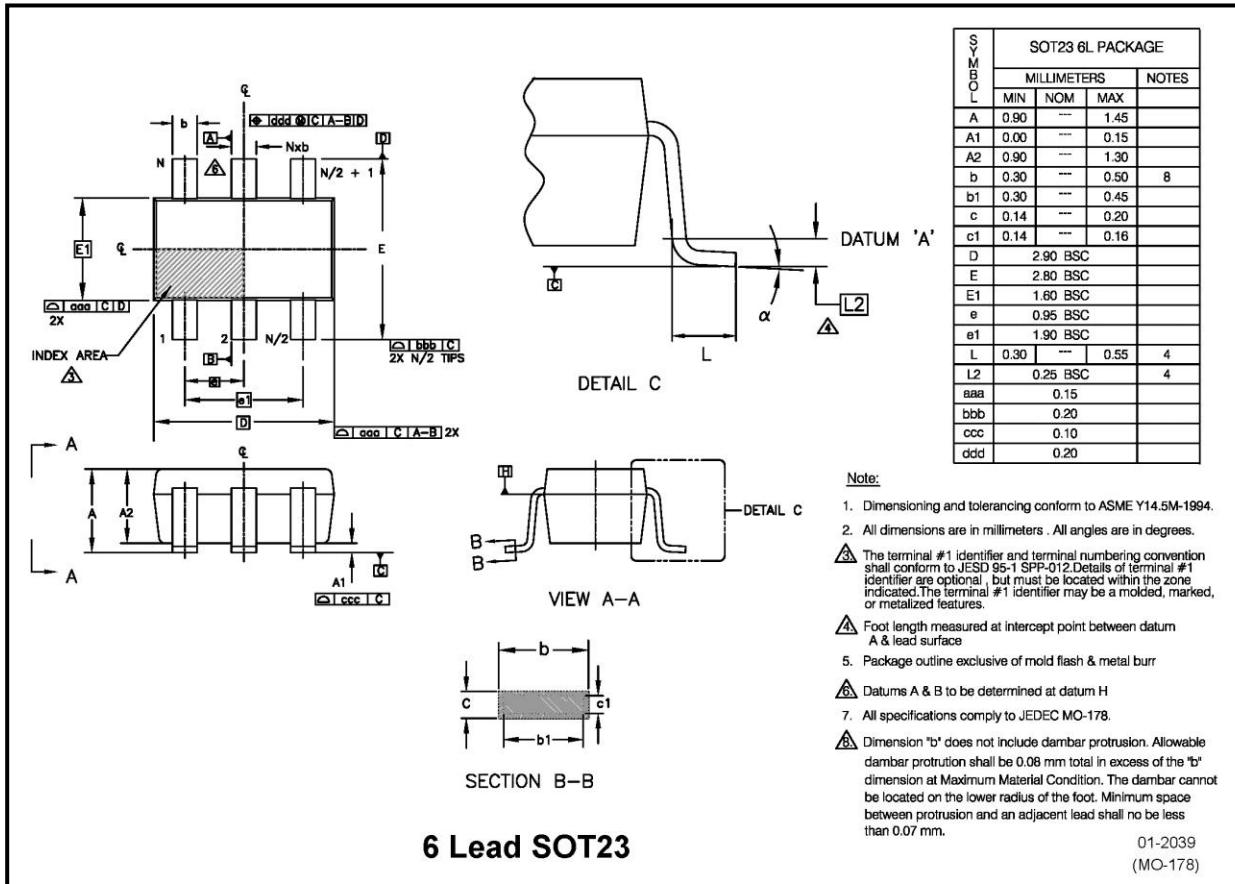 ℄
b
A
⌖ ddd Ⓜ C A-B D
D
N
6
Nxb
N/2 + 1
E1
℄
E
⌓ aaa C D
2X
1
2
N/2
⌓ bbb C
2X N/2 TIPS
INDEX AREA
3
B
e
e1
D
⌓ aaa C A-B 2X
DATUM 'A'
C
α
L2
4
L
DETAIL C
A
A
℄
A
A2
A1
C
⌓ ccc C
H
DETAIL C
B
B
VIEW A-A
b
C
c1
b1
SECTION B-B
6 Lead SOT23
SYMBOL SOT23 6L PACKAGE
MILLIMETERS NOTES
MIN NOM MAX
A 0.90 --- 1.45
A1 0.00 --- 0.15
A2 0.90 --- 1.30
b 0.30 --- 0.50 8
b1 0.30 --- 0.45
c 0.14 --- 0.20
c1 0.14 --- 0.16
D 2.90 BSC
E 2.80 BSC
E1 1.60 BSC
e 0.95 BSC
e1 1.90 BSC
L 0.30 --- 0.55 4
L2 0.25 BSC 4
aaa 0.15
bbb 0.20
ccc 0.10
ddd 0.20
Note:
1. Dimensioning and tolerancing conform to ASME Y14.5M-1994.
2. All dimensions are in millimeters . All angles are in degrees.
3. The terminal #1 identifier and terminal numbering convention
shall conform to JESD 95-1 SPP-012.Details of terminal #1
identifier are optional , but must be located within the zone
indicated.The terminal #1 identifier may be a molded, marked,
or metalized features.
4. Foot length measured at intercept point between datum
A & lead surface
5. Package outline exclusive of mold flash & metal burr
6. Datums A & B to be determined at datum H
7. All specifications comply to JEDEC MO-178.
8. Dimension "b" does not include dambar protrusion. Allowable
dambar protrution shall be 0.08 mm total in excess of the "b"
dimension at Maximum Material Condition. The dambar cannot
be located on the lower radius of the foot. Minimum space
between protrusion and an adjacent lead shall no be less
than 0.07 mm.
01-2039
(MO-178)